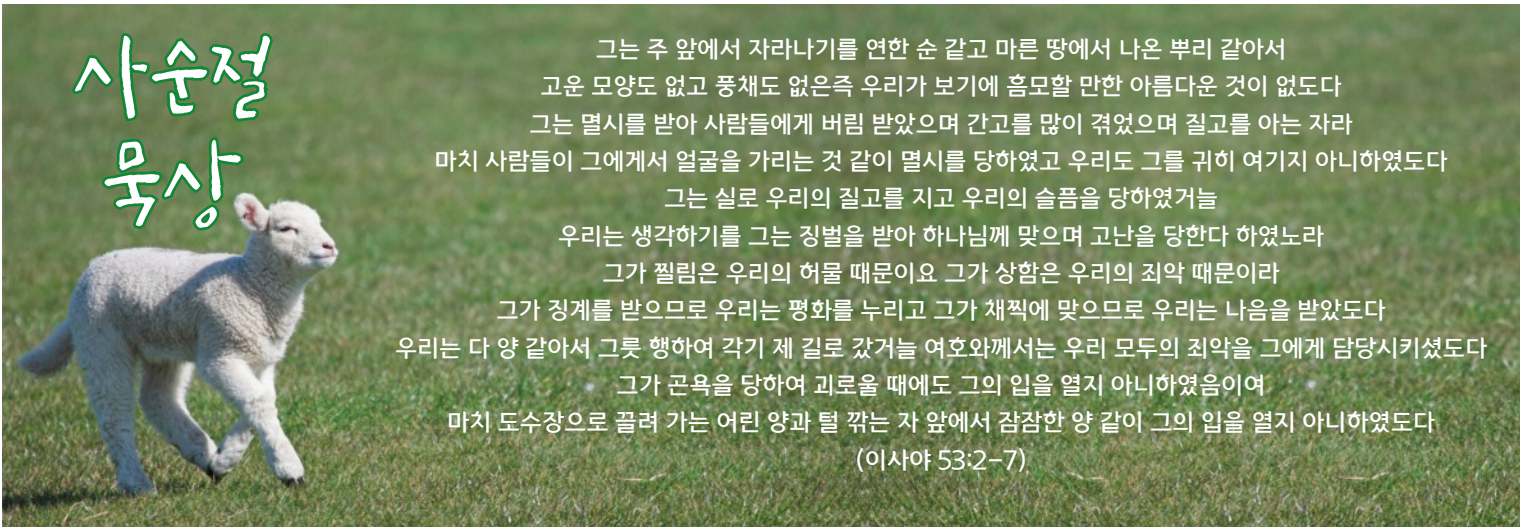 사순절
묵상
그는 주 앞에서 자라나기를 연한 순 같고 마른 땅에서 나온 뿌리 같아서
고운 모양도 없고 풍채도 없은즉 우리가 보기에 흠모할 만한 아름다운 것이 없도다
그는 멸시를 받아 사람들에게 버림 받았으며 간고를 많이 겪었으며 질고를 아는 자라
마치 사람들이 그에게서 얼굴을 가리는 것 같이 멸시를 당하였고 우리도 그를 귀히 여기지 아니하였도다
그는 실로 우리의 질고를 지고 우리의 슬픔을 당하였거늘
우리는 생각하기를 그는 징벌을 받아 하나님께 맞으며 고난을 당한다 하였노라
그가 찔림은 우리의 허물 때문이요 그가 상함은 우리의 죄악 때문이라
그가 징계를 받으므로 우리는 평화를 누리고 그가 채찍에 맞으므로 우리는 나음을 받았도다
우리는 다 양 같아서 그릇 행하여 각기 제 길로 갔거늘 여호와께서는 우리 모두의 죄악을 그에게 담당시키셨도다
그가 곤욕을 당하여 괴로울 때에도 그의 입을 열지 아니하였음이여
마치 도수장으로 끌려 가는 어린 양과 털 깎는 자 앞에서 잠잠한 양 같이 그의 입을 열지 아니하였도다
(이사야 53:2-7)